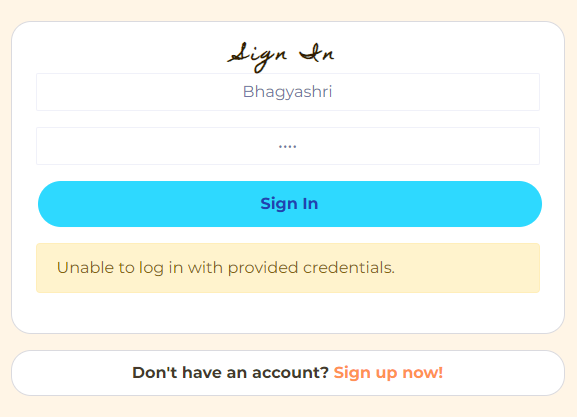 Sign In
Bhagyashri
····
Sign In
Unable to log in with provided credentials.
Don't have an account? Sign up now!